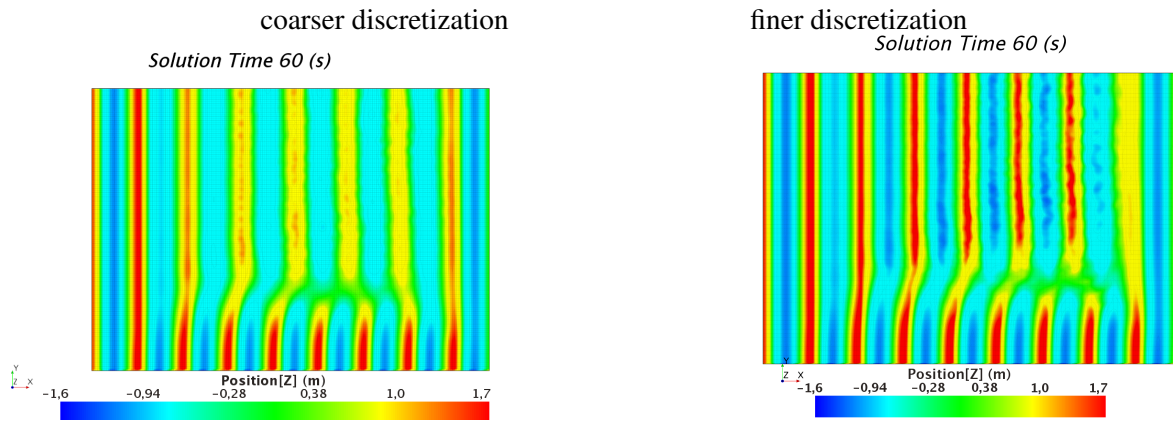 coarser discretization
Solution Time 60 (s)
Y
Z X
Position[Z] (m)
−1,6 −0,94 −0,28 0,38 1,0 1,7
finer discretization
Solution Time 60 (s)
Y
Z X
Position[Z] (m)
−1,6 −0,94 −0,28 0,38 1,0 1,7